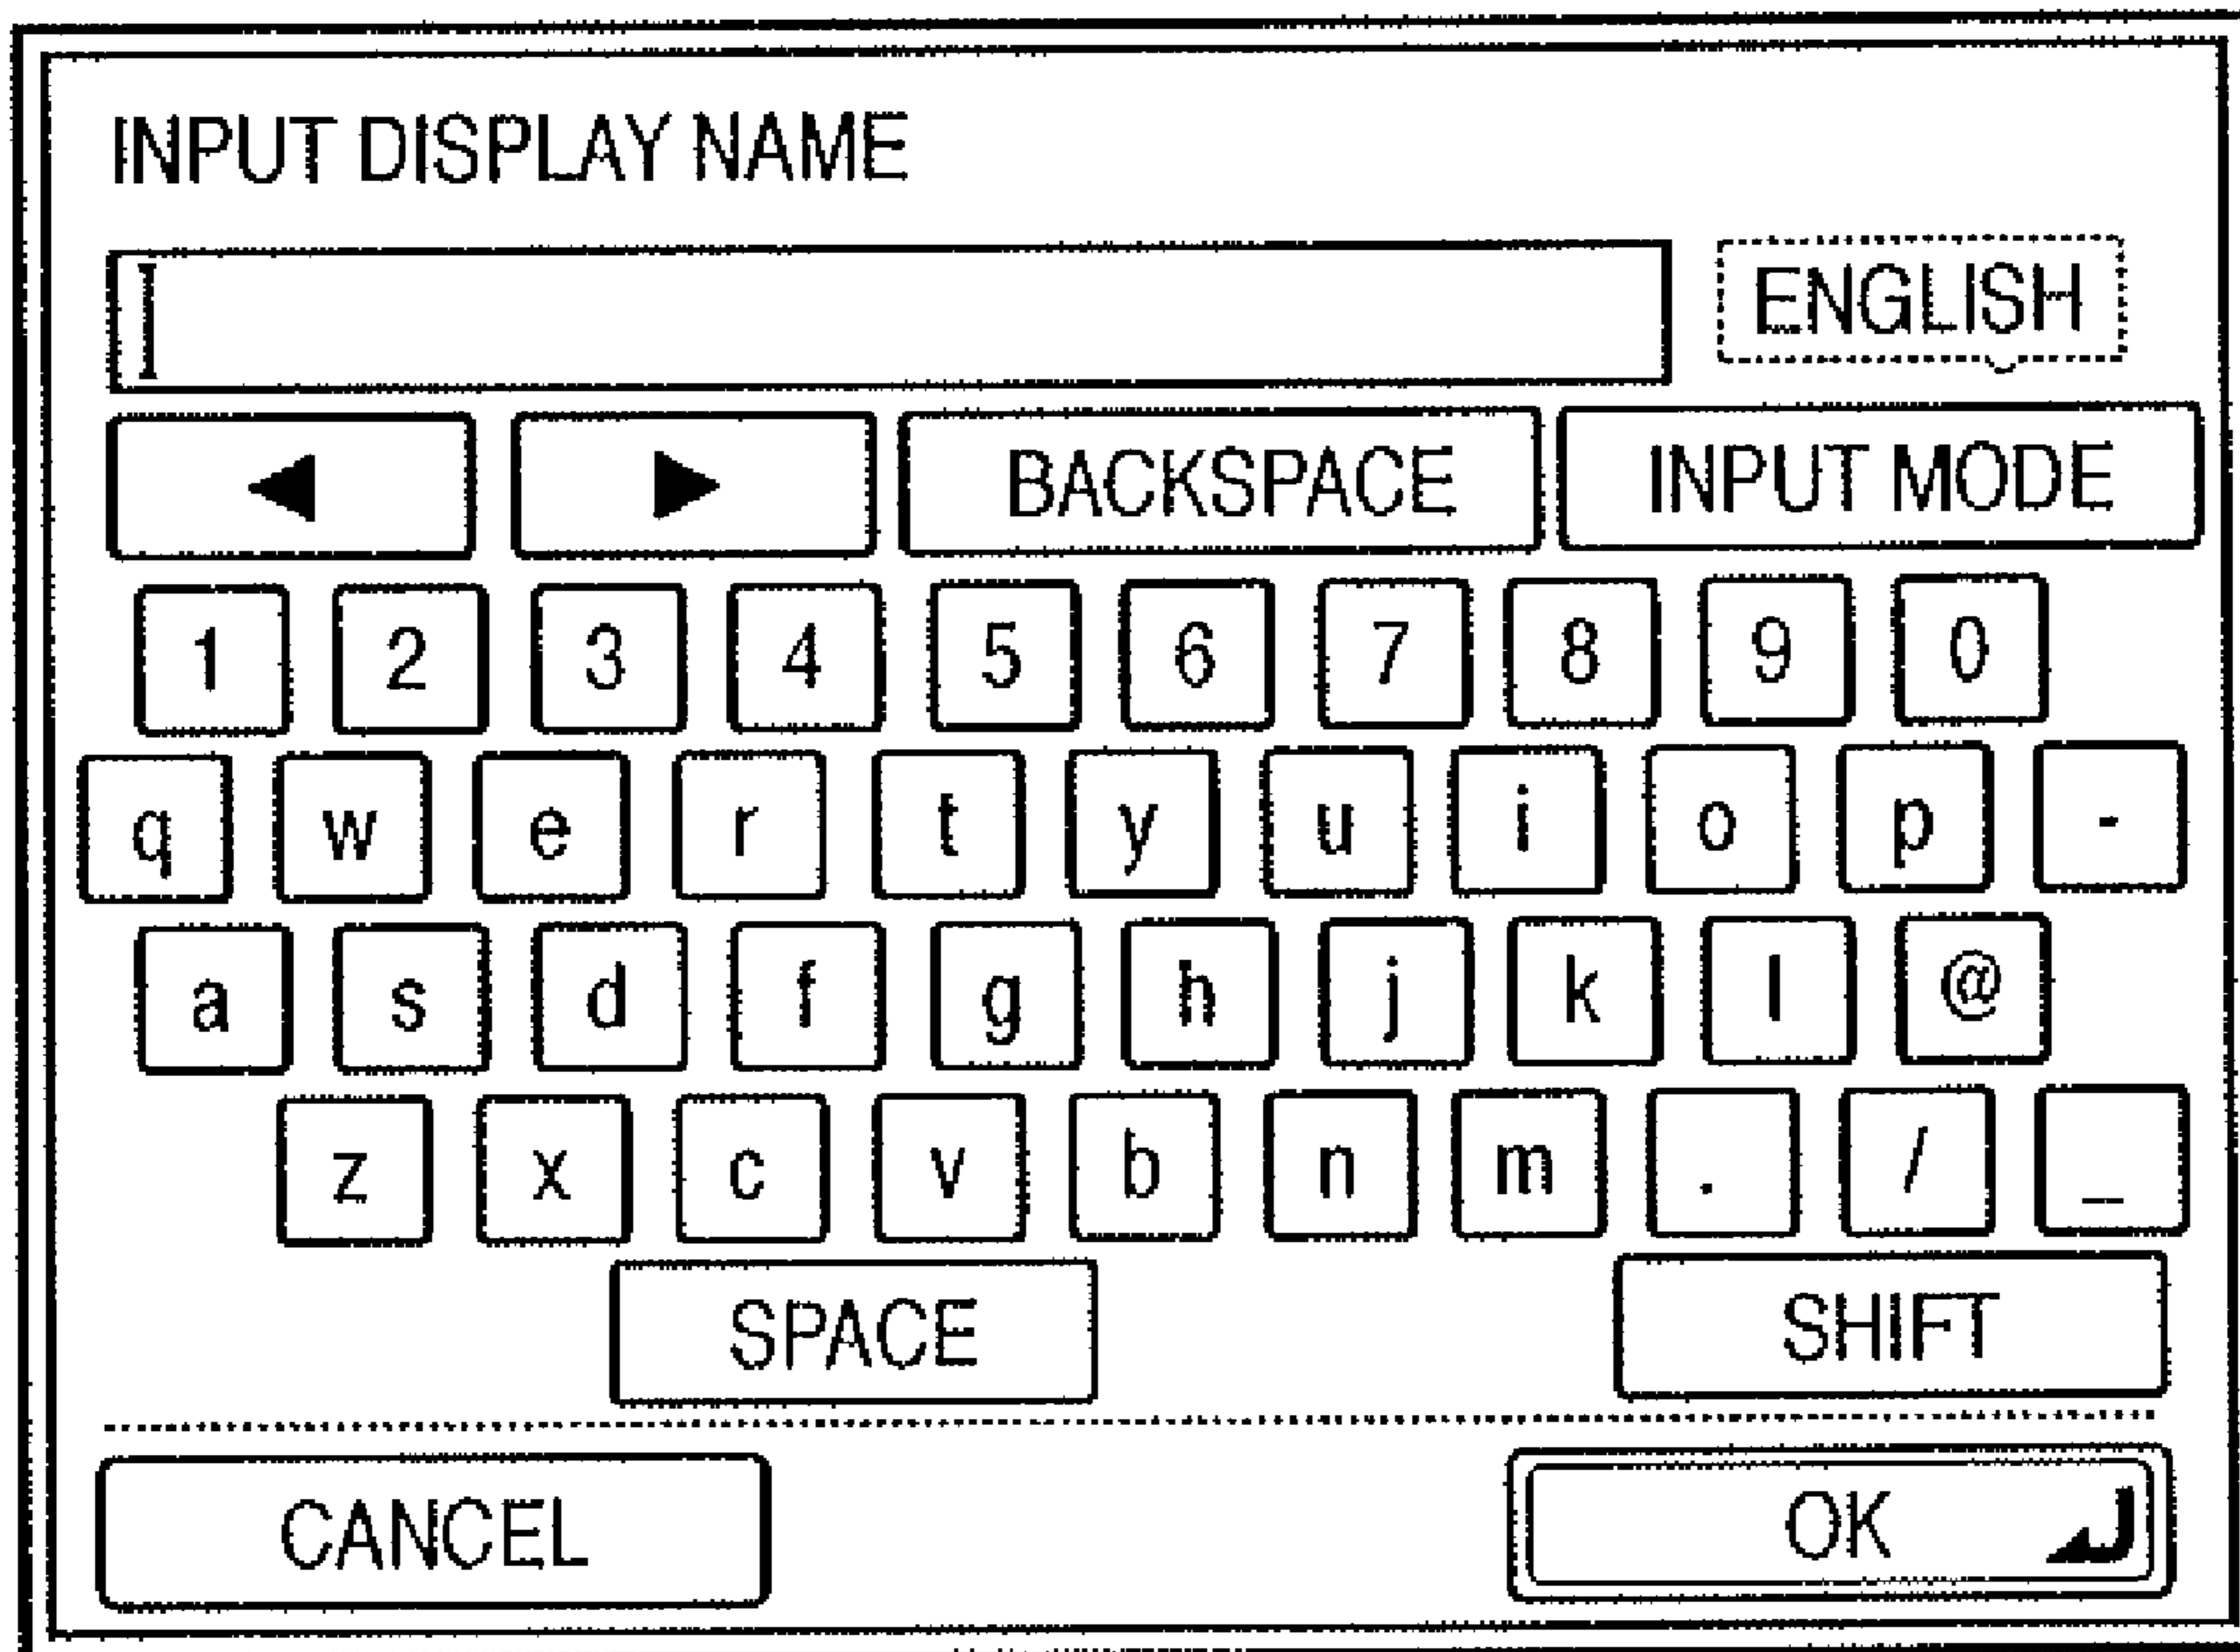 INPUT DISPLAY NAME
ENGLISH
◀ ▶ BACKSPACE INPUT MODE
1 2 3 4 5 6 7 8 9 0
q w e r t y u i o p -
a s d f g h j k l @
z x c v b n m . / _
SPACE SHIFT
CANCEL OK